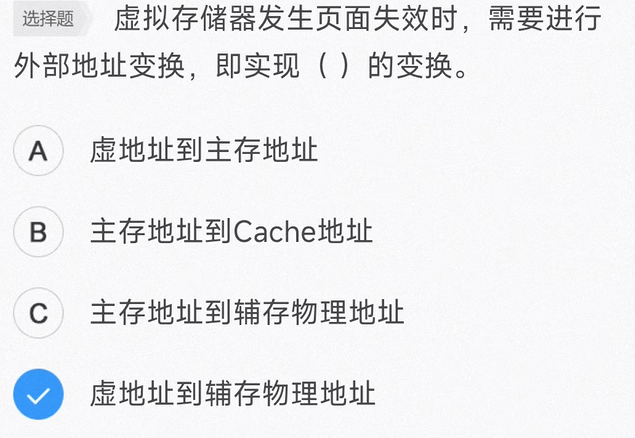 选择题 虚拟存储器发生页面失效时，需要进行
外部地址变换，即实现（ ）的变换。
A 虚地址到主存地址
B 主存地址到Cache地址
C 主存地址到辅存物理地址
虚地址到辅存物理地址